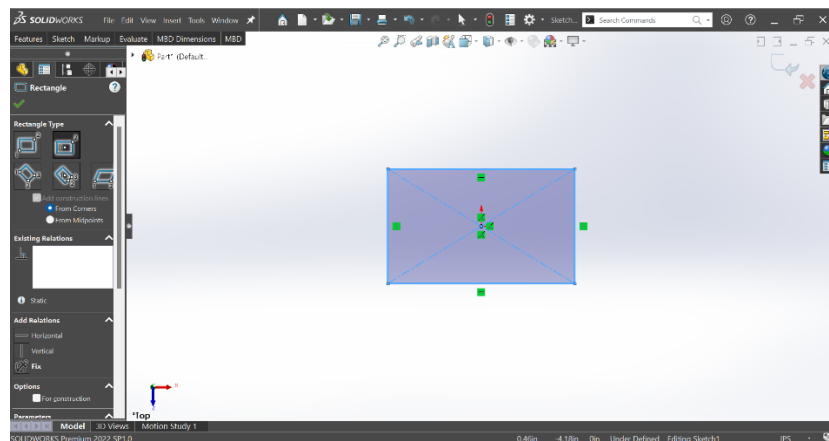 SOLIDWORKS File Edit View Insert Tools Window Sketch... Search Commands
Features Sketch Markup Evaluate MBD Dimensions MBD
Part1 (Default...
Rectangle
Rectangle Type
Add construction lines
From Corners
From Midpoints
Existing Relations
Static
Add Relations
Horizontal
Vertical
Fix
Options
For construction
Parameters
X
*Top
Model 3D Views Motion Study 1
SOLIDWORKS Premium 2022 SP1.0 0.46in -4.18in 0in Under Defined Editing Sketch1 IPS